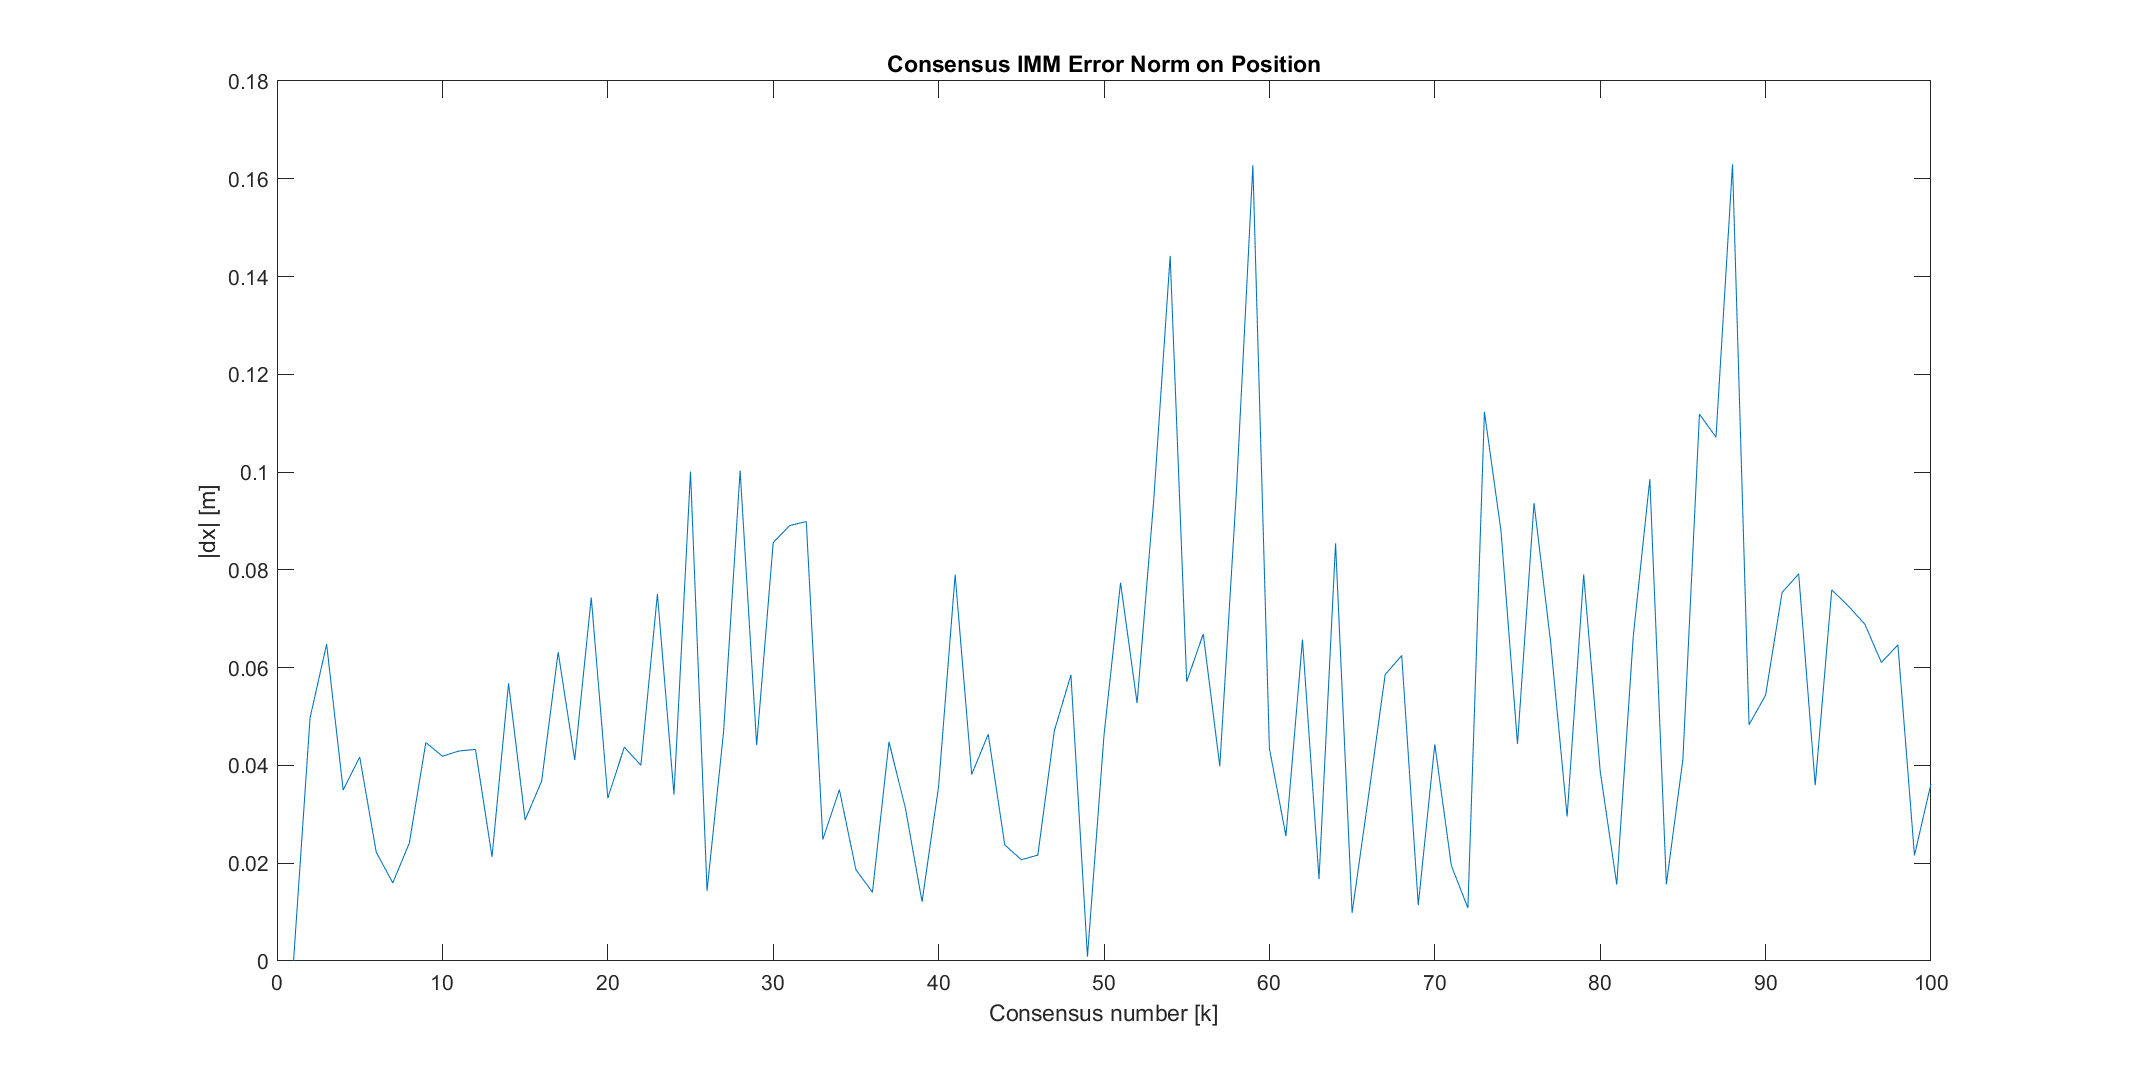 Consensus IMM Error Norm on Position
0.18
0.16
0.14
0.12
0.1
0.08
0.06
0.04
0.02
0
|dx| [m]
0 10 20 30 40 50 60 70 80 90 100
Consensus number [k]